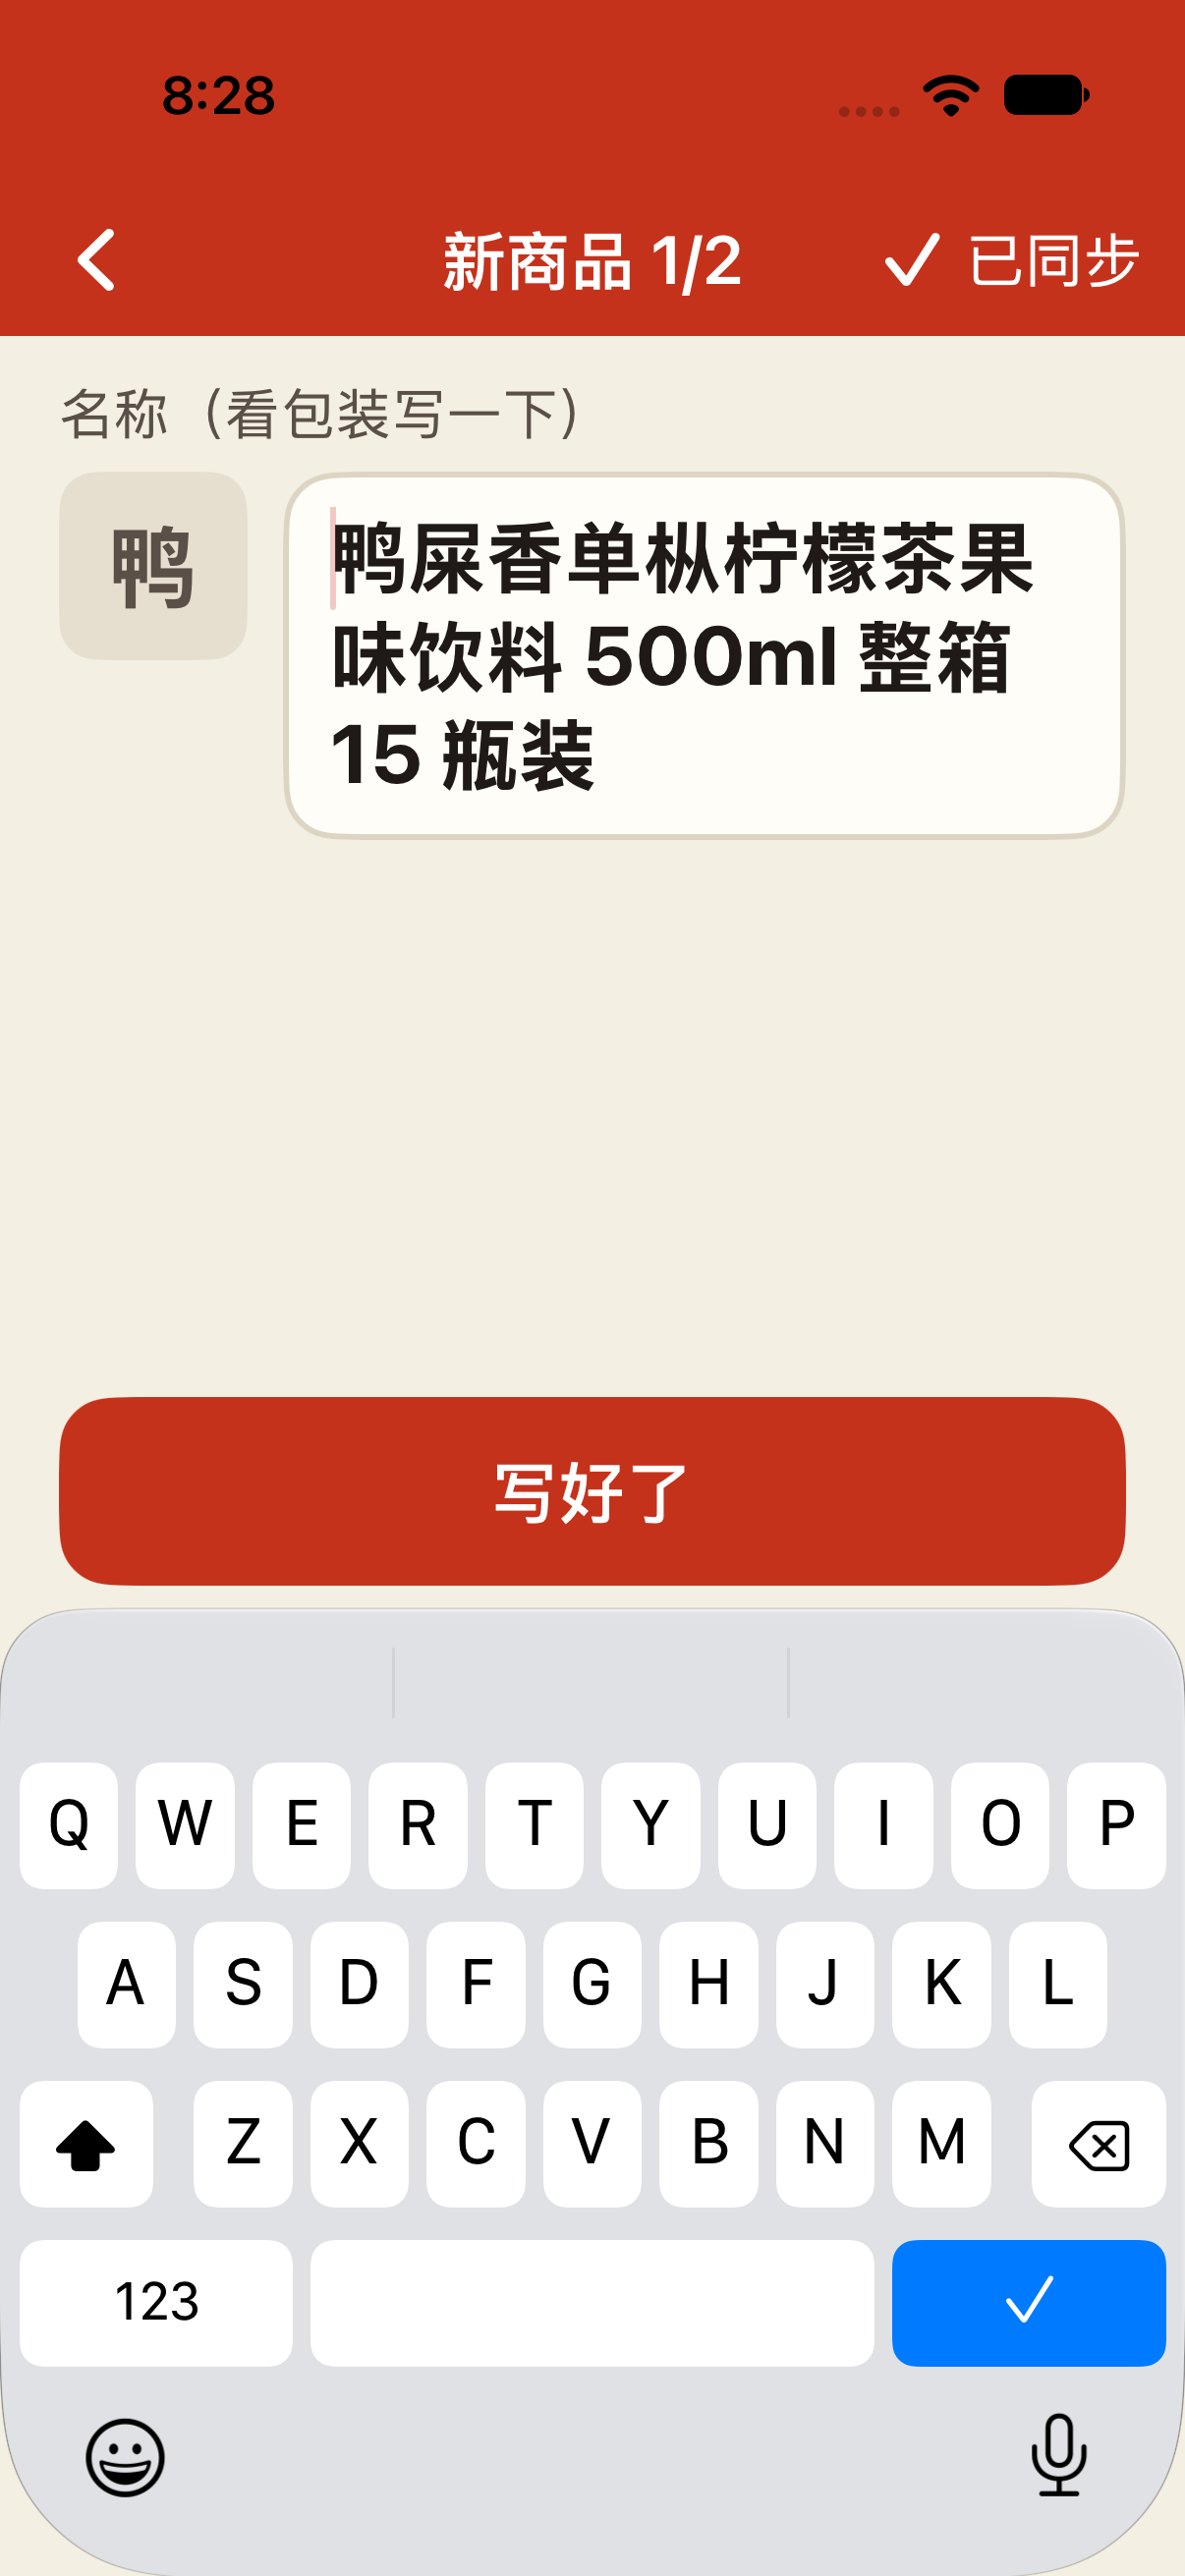 8:28
新商品 1/2
已同步
名称（看包装写一下）
鸭
鸭屎香单枞柠檬茶果
味饮料 500ml 整箱
15 瓶装
写好了
Q W E R T Y U I O P
A S D F G H J K L
Z X C V B N M
123